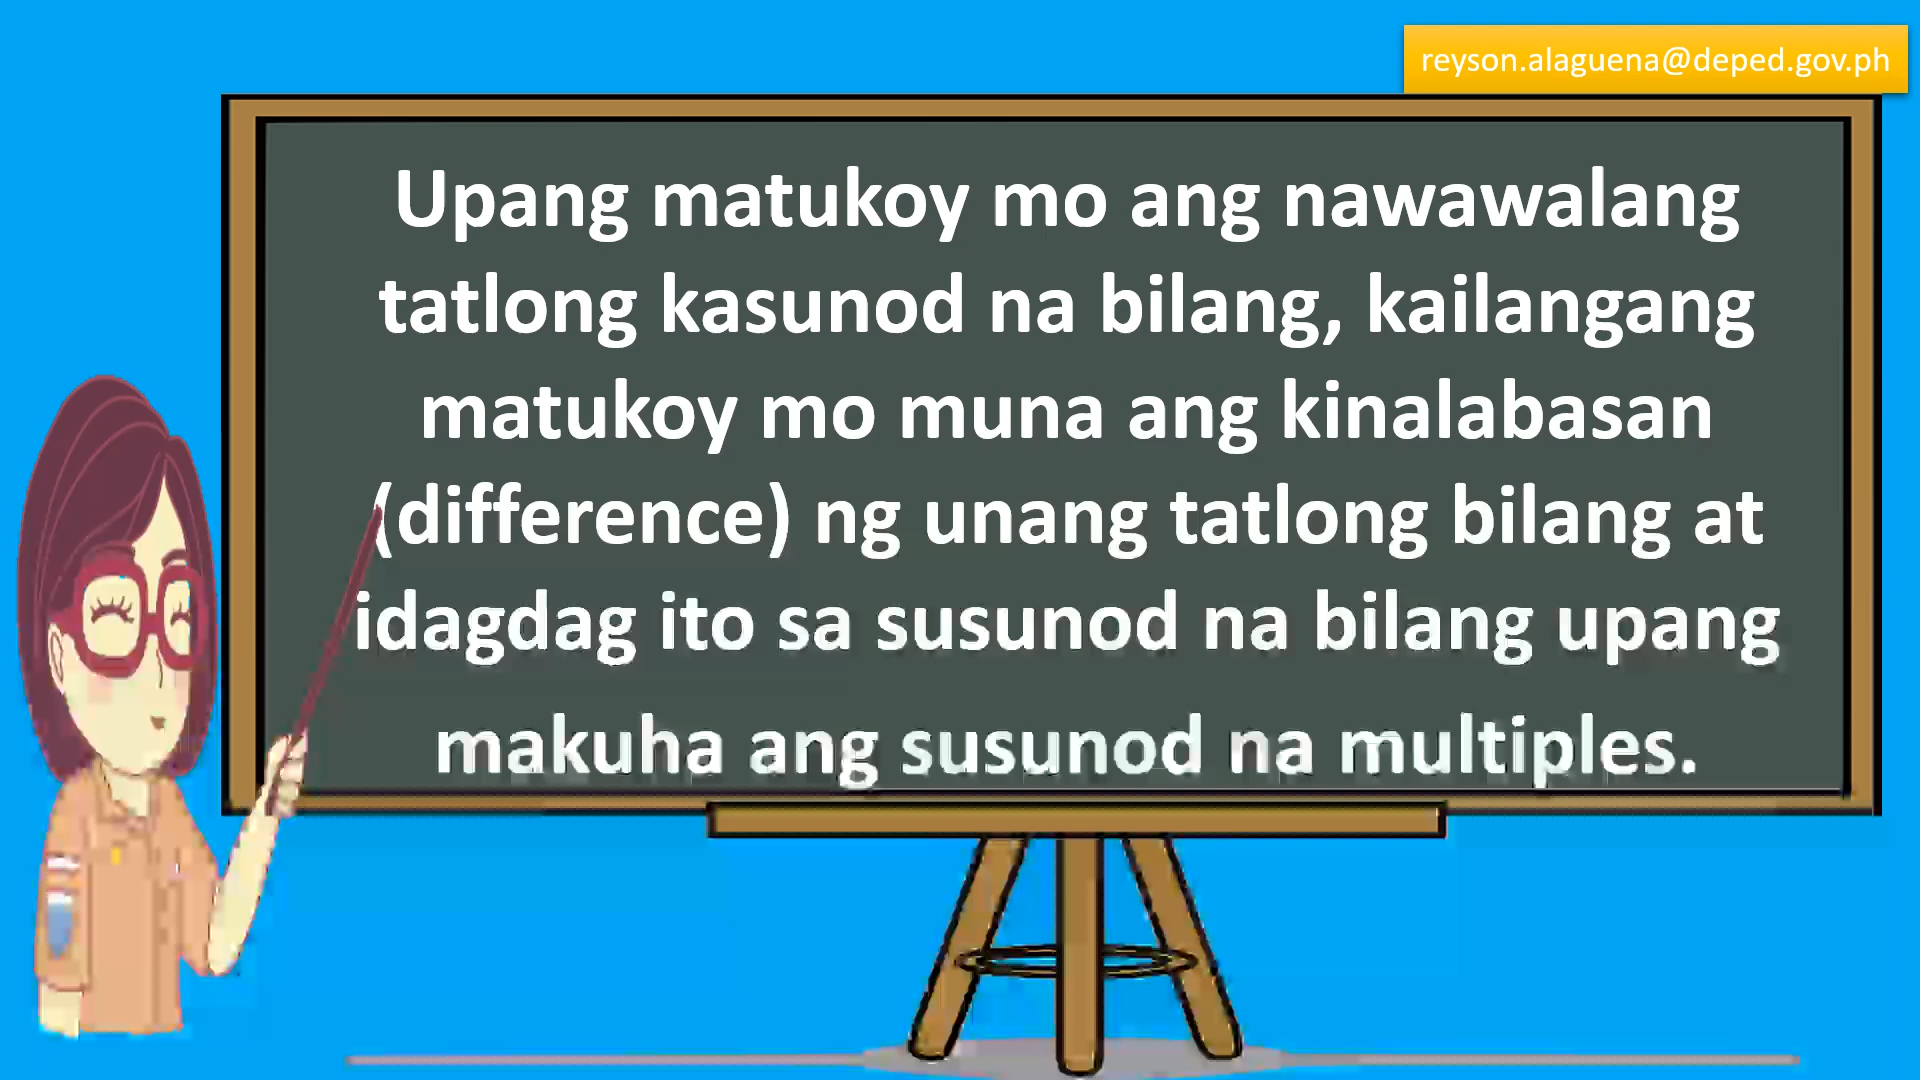 reyson.alaguena@deped.gov.ph
Upang matukoy mo ang nawawalang
tatlong kasunod na bilang, kailangang
matukoy mo muna ang kinalabasan
(difference) ng unang tatlong bilang at
idagdag ito sa susunod na bilang upang
makuha ang susunod na multiples.